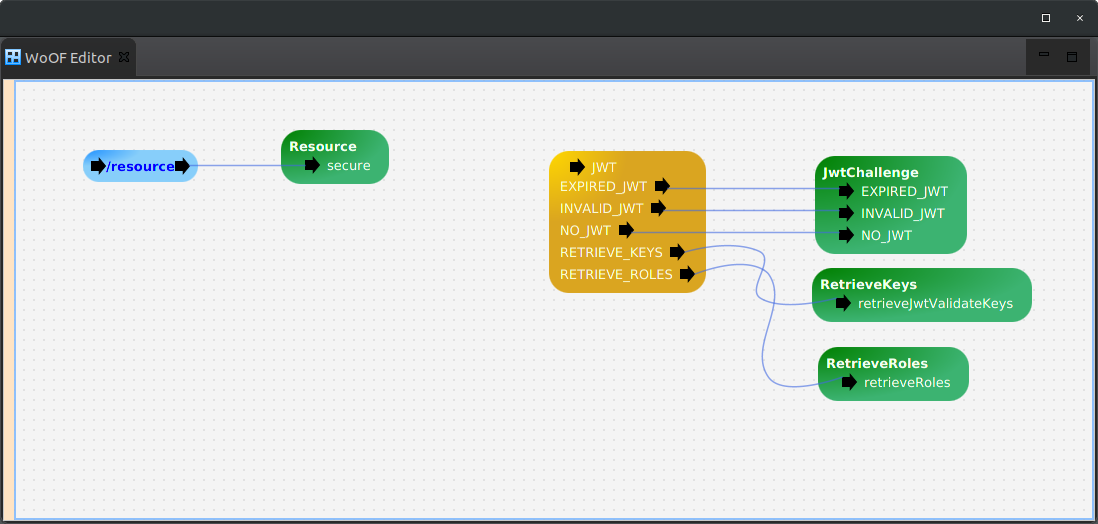 WoOF Editor
/resource
Resource
secure
JWT
EXPIRED_JWT
INVALID_JWT
NO_JWT
RETRIEVE_KEYS
RETRIEVE_ROLES
JwtChallenge
EXPIRED_JWT
INVALID_JWT
NO_JWT
RetrieveKeys
retrieveJwtValidateKeys
RetrieveRoles
retrieveRoles